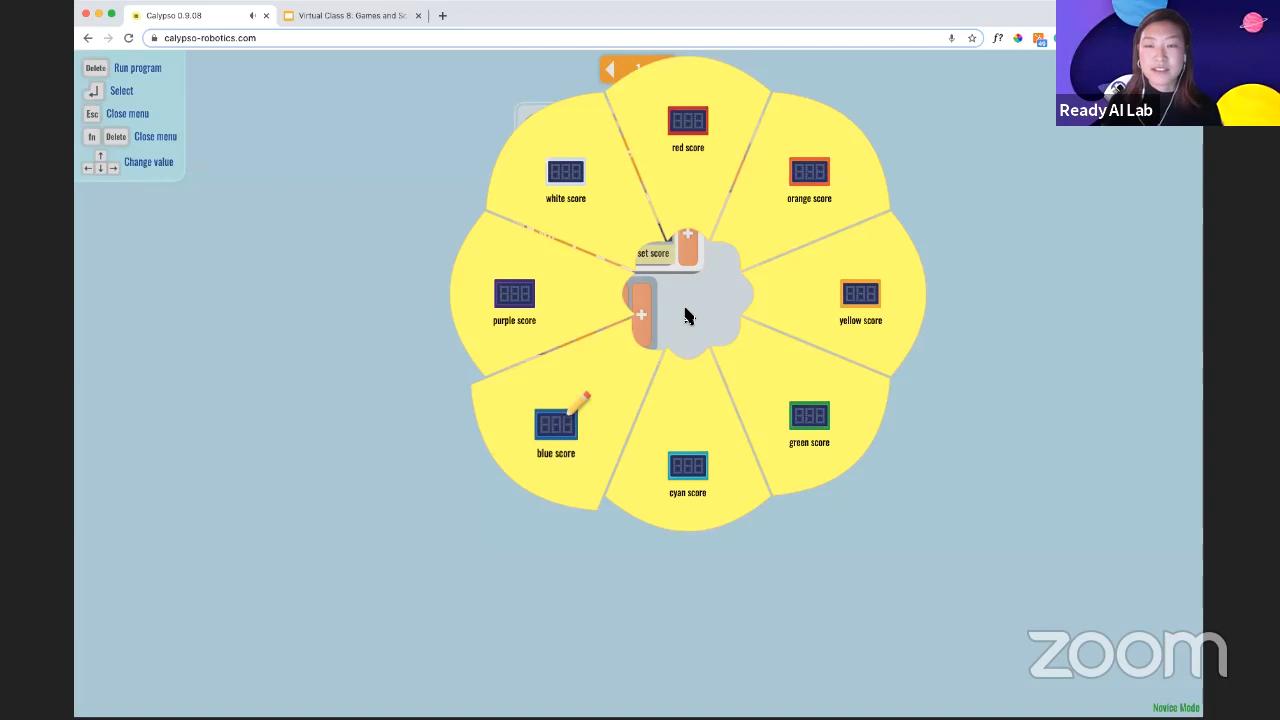 Calypso 0.9.08
Virtual Class 8: Games and Sc
calypso-robotics.com
f?
Delete Run program
Select
Esc Close menu
fn Delete Close menu
Change value
Ready AI Lab
1
red score
white score
orange score
set score
purple score
yellow score
blue score
green score
cyan score
zoom
Novice Mode